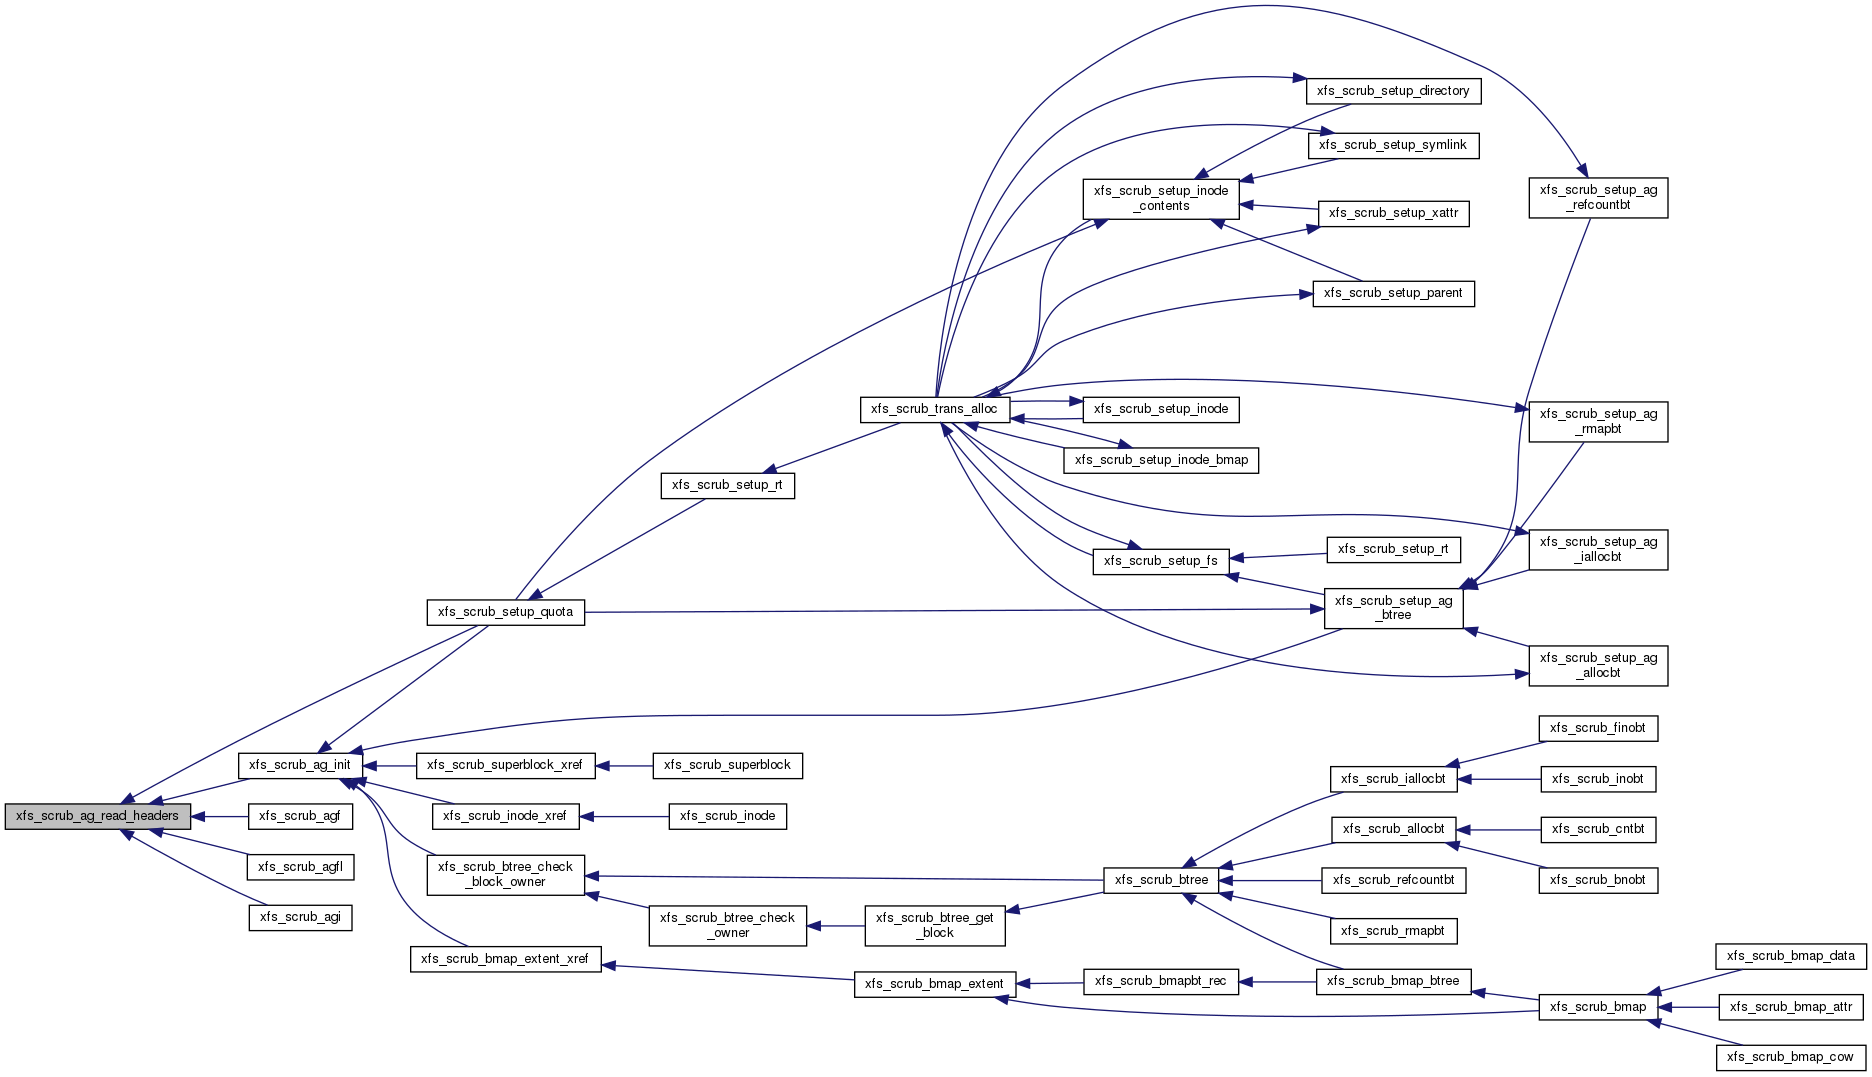 xfs_scrub_setup_directory
xfs_scrub_setup_symlink
xfs_scrub_setup_inode
_contents
xfs_scrub_setup_ag
_refcountbt
xfs_scrub_setup_xattr
xfs_scrub_setup_parent
xfs_scrub_trans_alloc
xfs_scrub_setup_inode
xfs_scrub_setup_ag
_rmapbt
xfs_scrub_setup_inode_bmap
xfs_scrub_setup_rt
xfs_scrub_setup_fs
xfs_scrub_setup_rt
xfs_scrub_setup_ag
_iallocbt
xfs_scrub_setup_quota
xfs_scrub_setup_ag
_btree
xfs_scrub_setup_ag
_allocbt
xfs_scrub_finobt
xfs_scrub_ag_init
xfs_scrub_superblock_xref
xfs_scrub_superblock
xfs_scrub_iallocbt
xfs_scrub_inobt
xfs_scrub_ag_read_headers
xfs_scrub_agf
xfs_scrub_inode_xref
xfs_scrub_inode
xfs_scrub_allocbt
xfs_scrub_cntbt
xfs_scrub_agfl
xfs_scrub_btree_check
_block_owner
xfs_scrub_btree
xfs_scrub_refcountbt
xfs_scrub_bnobt
xfs_scrub_agi
xfs_scrub_btree_check
_owner
xfs_scrub_btree_get
_block
xfs_scrub_rmapbt
xfs_scrub_bmap_extent_xref
xfs_scrub_bmap_extent
xfs_scrub_bmapbt_rec
xfs_scrub_bmap_btree
xfs_scrub_bmap_data
xfs_scrub_bmap
xfs_scrub_bmap_attr
xfs_scrub_bmap_cow